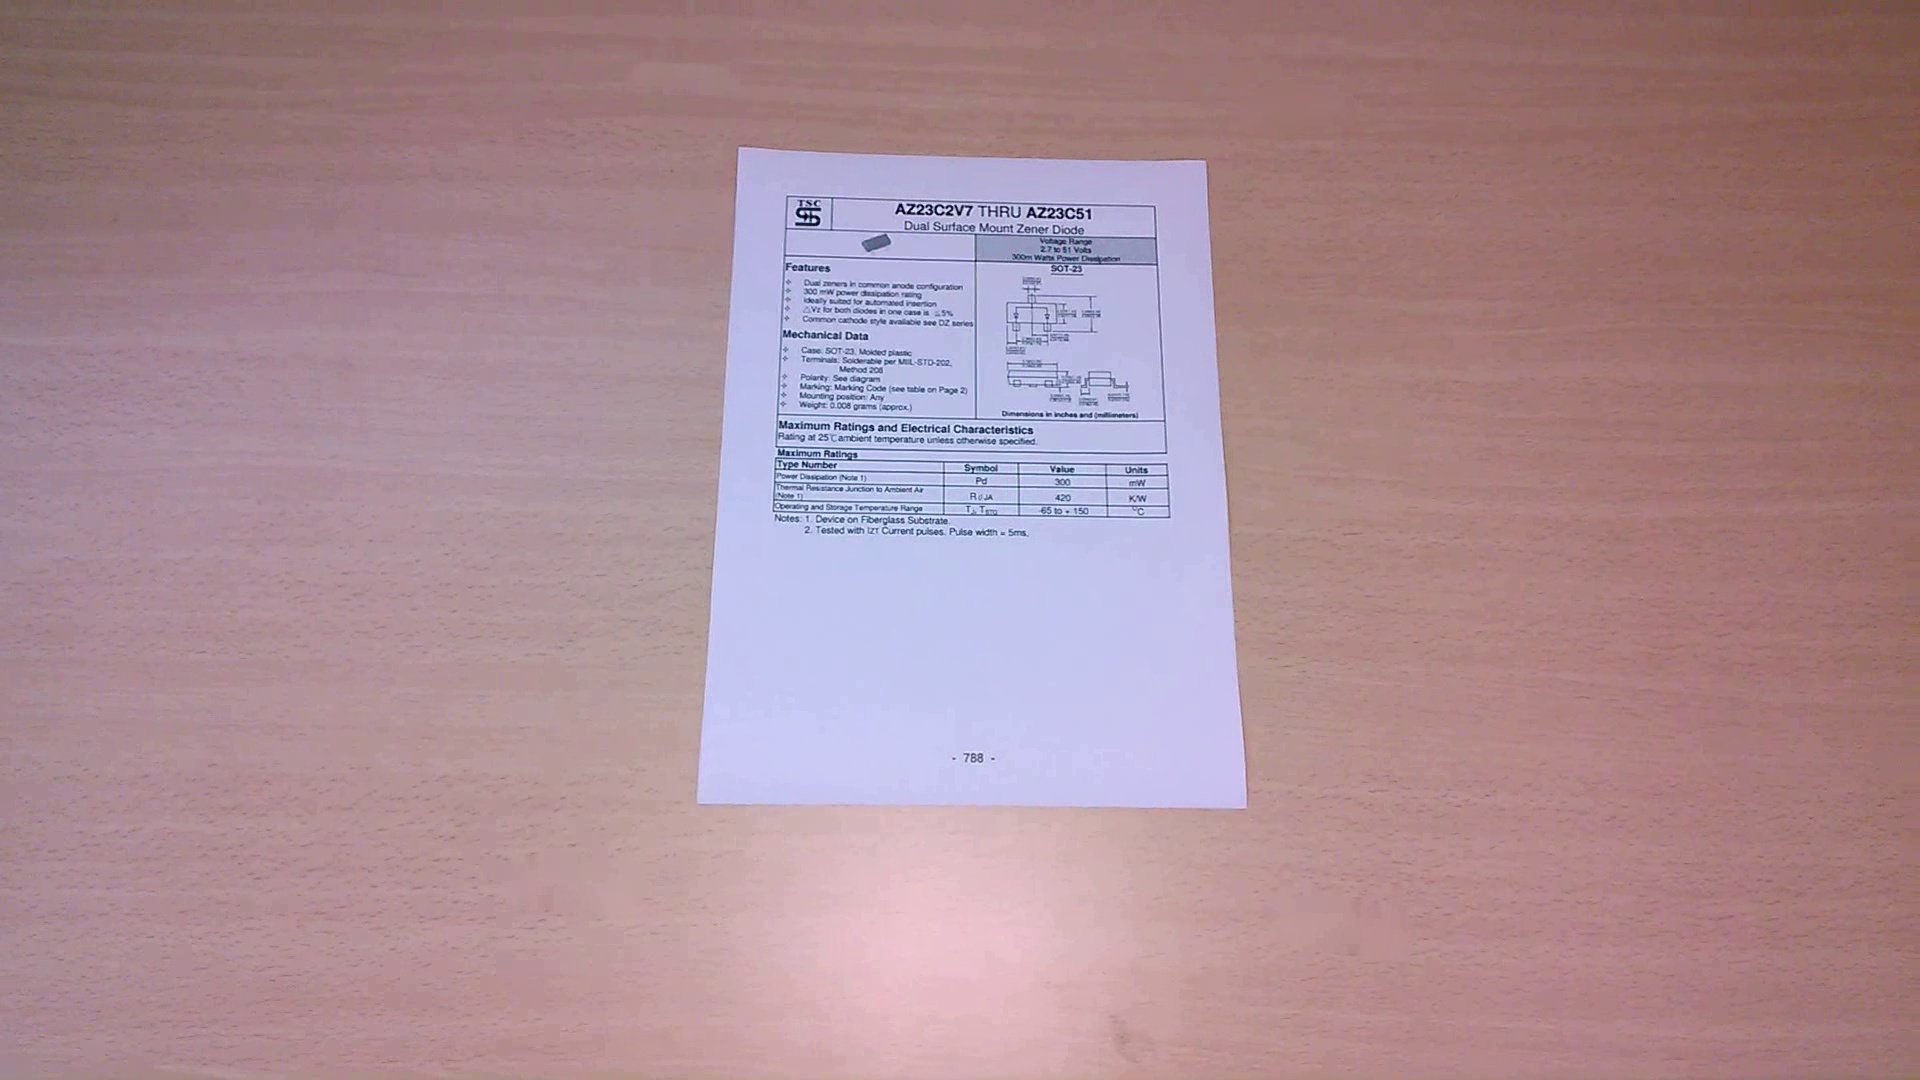 TSC
AZ23C2V7 THRU AZ23C51
Dual Surface Mount Zener Diode
Voltage Range
2.7 to 51 Volts
300m Watts Power Dissipation
SOT-23
Features
Dual zeners in common anode configuration
300 mW power dissipation rating
Ideally suited for automated insertion
△Vz for both diodes in one case is ≦5%
Common cathode style available see DZ series
Mechanical Data
Case: SOT-23, Molded plastic
Terminals: Solderable per MIIL-STD-202,
Method 208
Polarity: See diagram
Marking: Marking Code (see table on Page 2)
Mounting position: Any
Weight: 0.008 grams (approx.)
Dimensions in inches and (millimeters)
Maximum Ratings and Electrical Characteristics
Rating at 25℃ ambient temperature unless otherwise specified.
Maximum Ratings
Type Number Symbol Value Units
Power Dissipation (Note 1) Pd 300 mW
Thermal Resistance Junction to Ambient Air
(Note 1) RθJA 420 K/W
Operating and Storage Temperature Range TJ, TSTG -65 to + 150 °C
Notes: 1. Device on Fiberglass Substrate.
2. Tested with IZT Current pulses. Pulse width = 5ms.
- 788 -